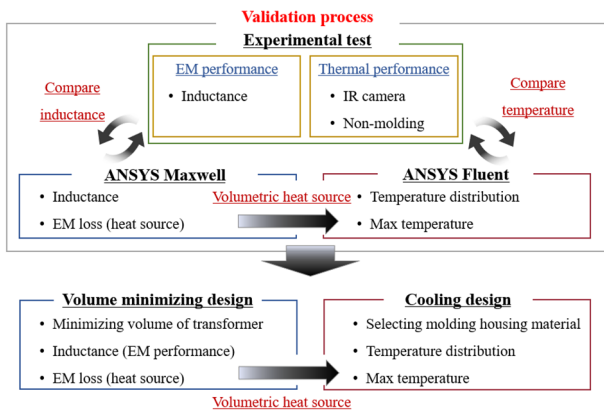 Validation process
Experimental test
EM performance
• Inductance
Thermal performance
• IR camera
• Non-molding
Compare
inductance
Compare
temperature
ANSYS Maxwell
• Inductance
• EM loss (heat source)
Volumetric heat source
ANSYS Fluent
• Temperature distribution
• Max temperature
Volume minimizing design
• Minimizing volume of transformer
• Inductance (EM performance)
• EM loss (heat source)
Volumetric heat source
Cooling design
• Selecting molding housing material
• Temperature distribution
• Max temperature